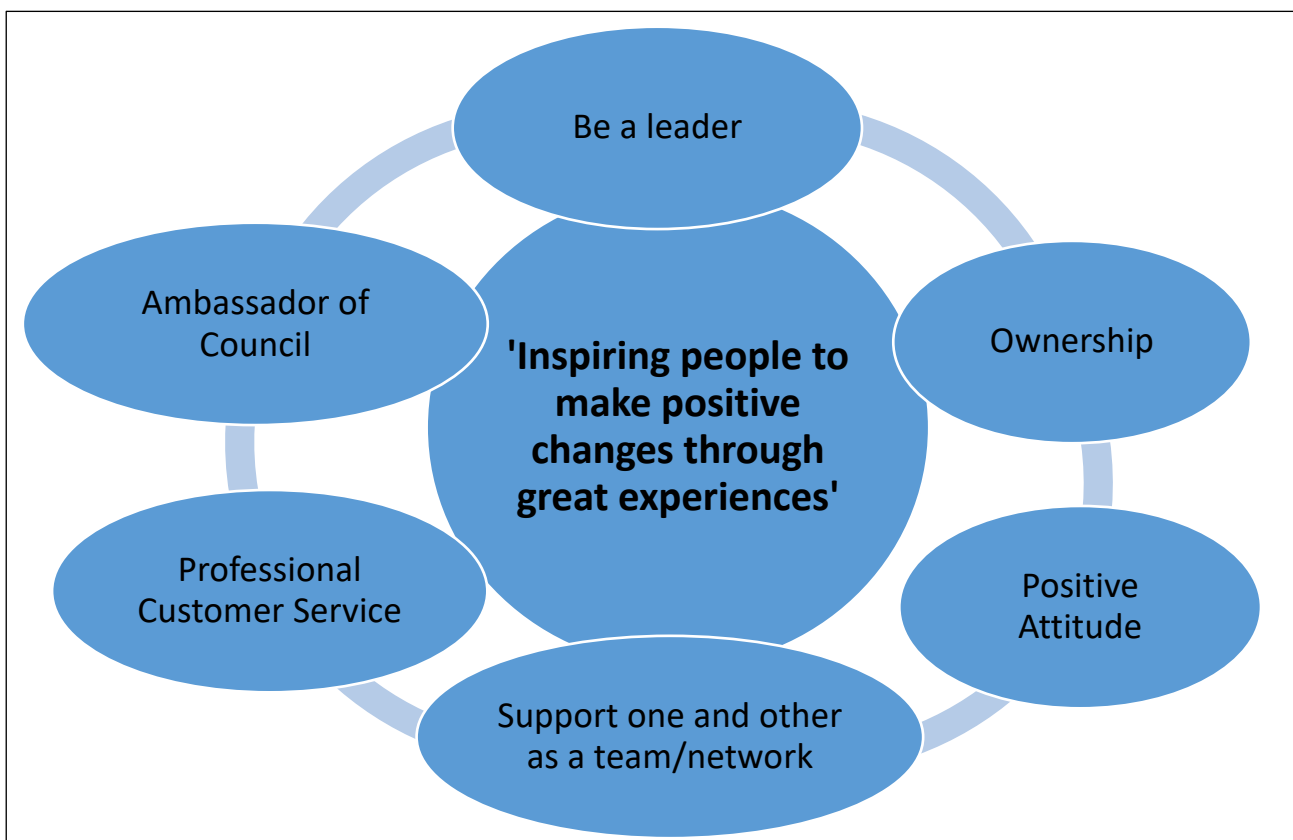 Be a leader
Ambassador of
Council
'Inspiring people to
make positive
changes through
great experiences'
Ownership
Professional
Customer Service
Positive
Attitude
Support one and other
as a team/network